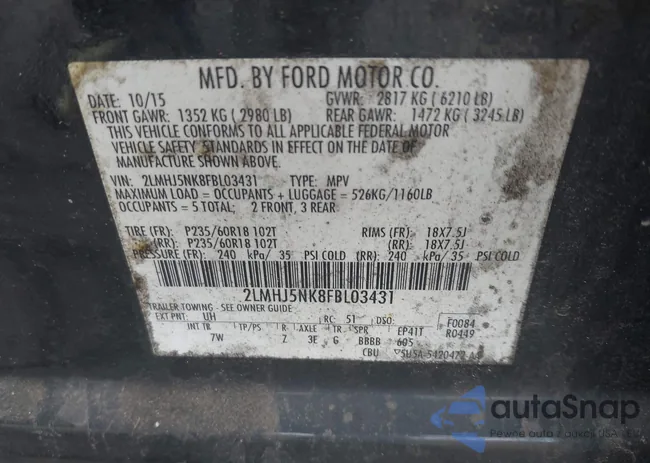 MFD. BY FORD MOTOR CO.
DATE: 10/15 GVWR: 2817 KG ( 6210 LB)
FRONT GAWR: 1352 KG ( 2980 LB) REAR GAWR: 1472 KG ( 3245 LB)
THIS VEHICLE CONFORMS TO ALL APPLICABLE FEDERAL MOTOR
VEHICLE SAFETY STANDARDS IN EFFECT ON THE DATE OF
MANUFACTURE SHOWN ABOVE.
VIN: 2LMHJ5NK8FBL03431 TYPE: MPV
MAXIMUM LOAD = OCCUPANTS + LUGGAGE = 526KG/1160LB
OCCUPANTS = 5 TOTAL; 2 FRONT, 3 REAR
TIRE (FR): P235/60R18 102T RIMS (FR): 18X7.5J
(RR): P235/60R18 102T (RR): 18X7.5J
PRESSURE (FR): 240 kPa/ 35 PSI COLD (RR): 240 kPa/ 35 PSI COLD
2LMHJ5NK8FBL03431
TRAILER TOWING - SEE OWNER GUIDE
EXT PNT: UH RC: 51 DSO: F0084
INT TR TP/PS R AXLE TR SPR EP41T R0449
7W Z 3E G BBBB 605
CBU
autoSnap
Pewne auto z aukcji USA